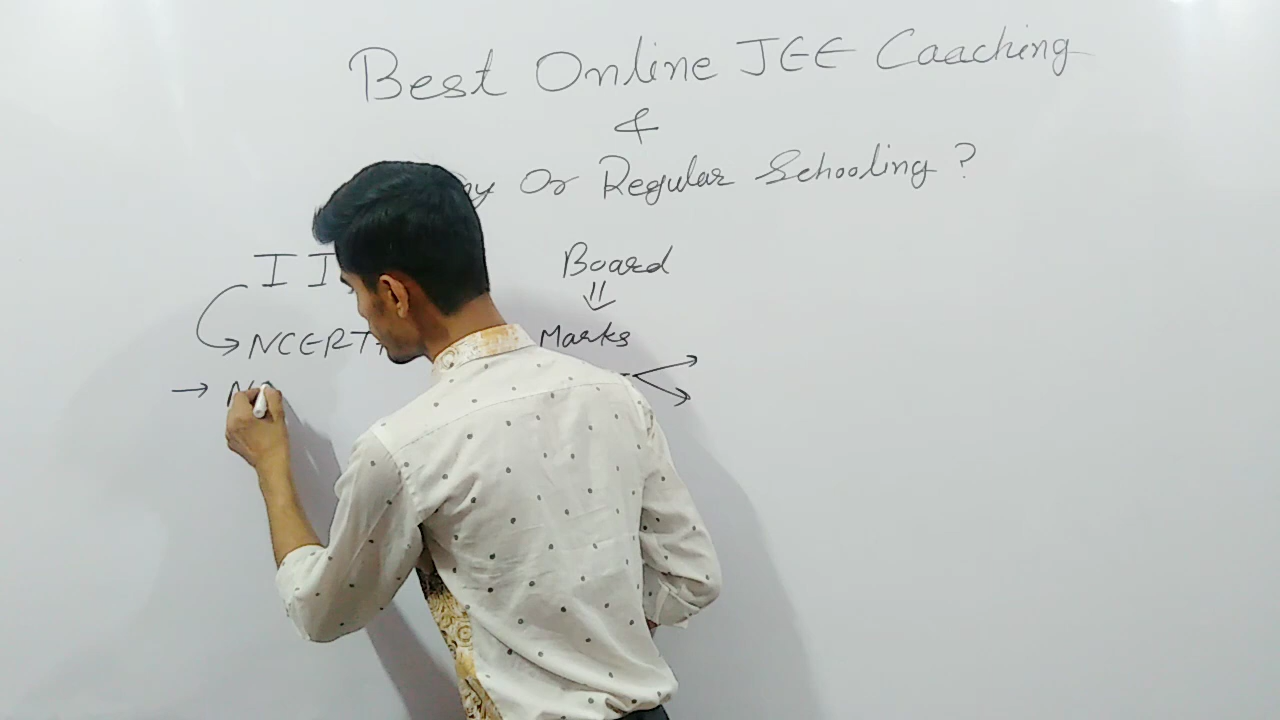 Best Online JEE Caaching
&
Or Regular Schooling ?
Board
NCERT
Marks